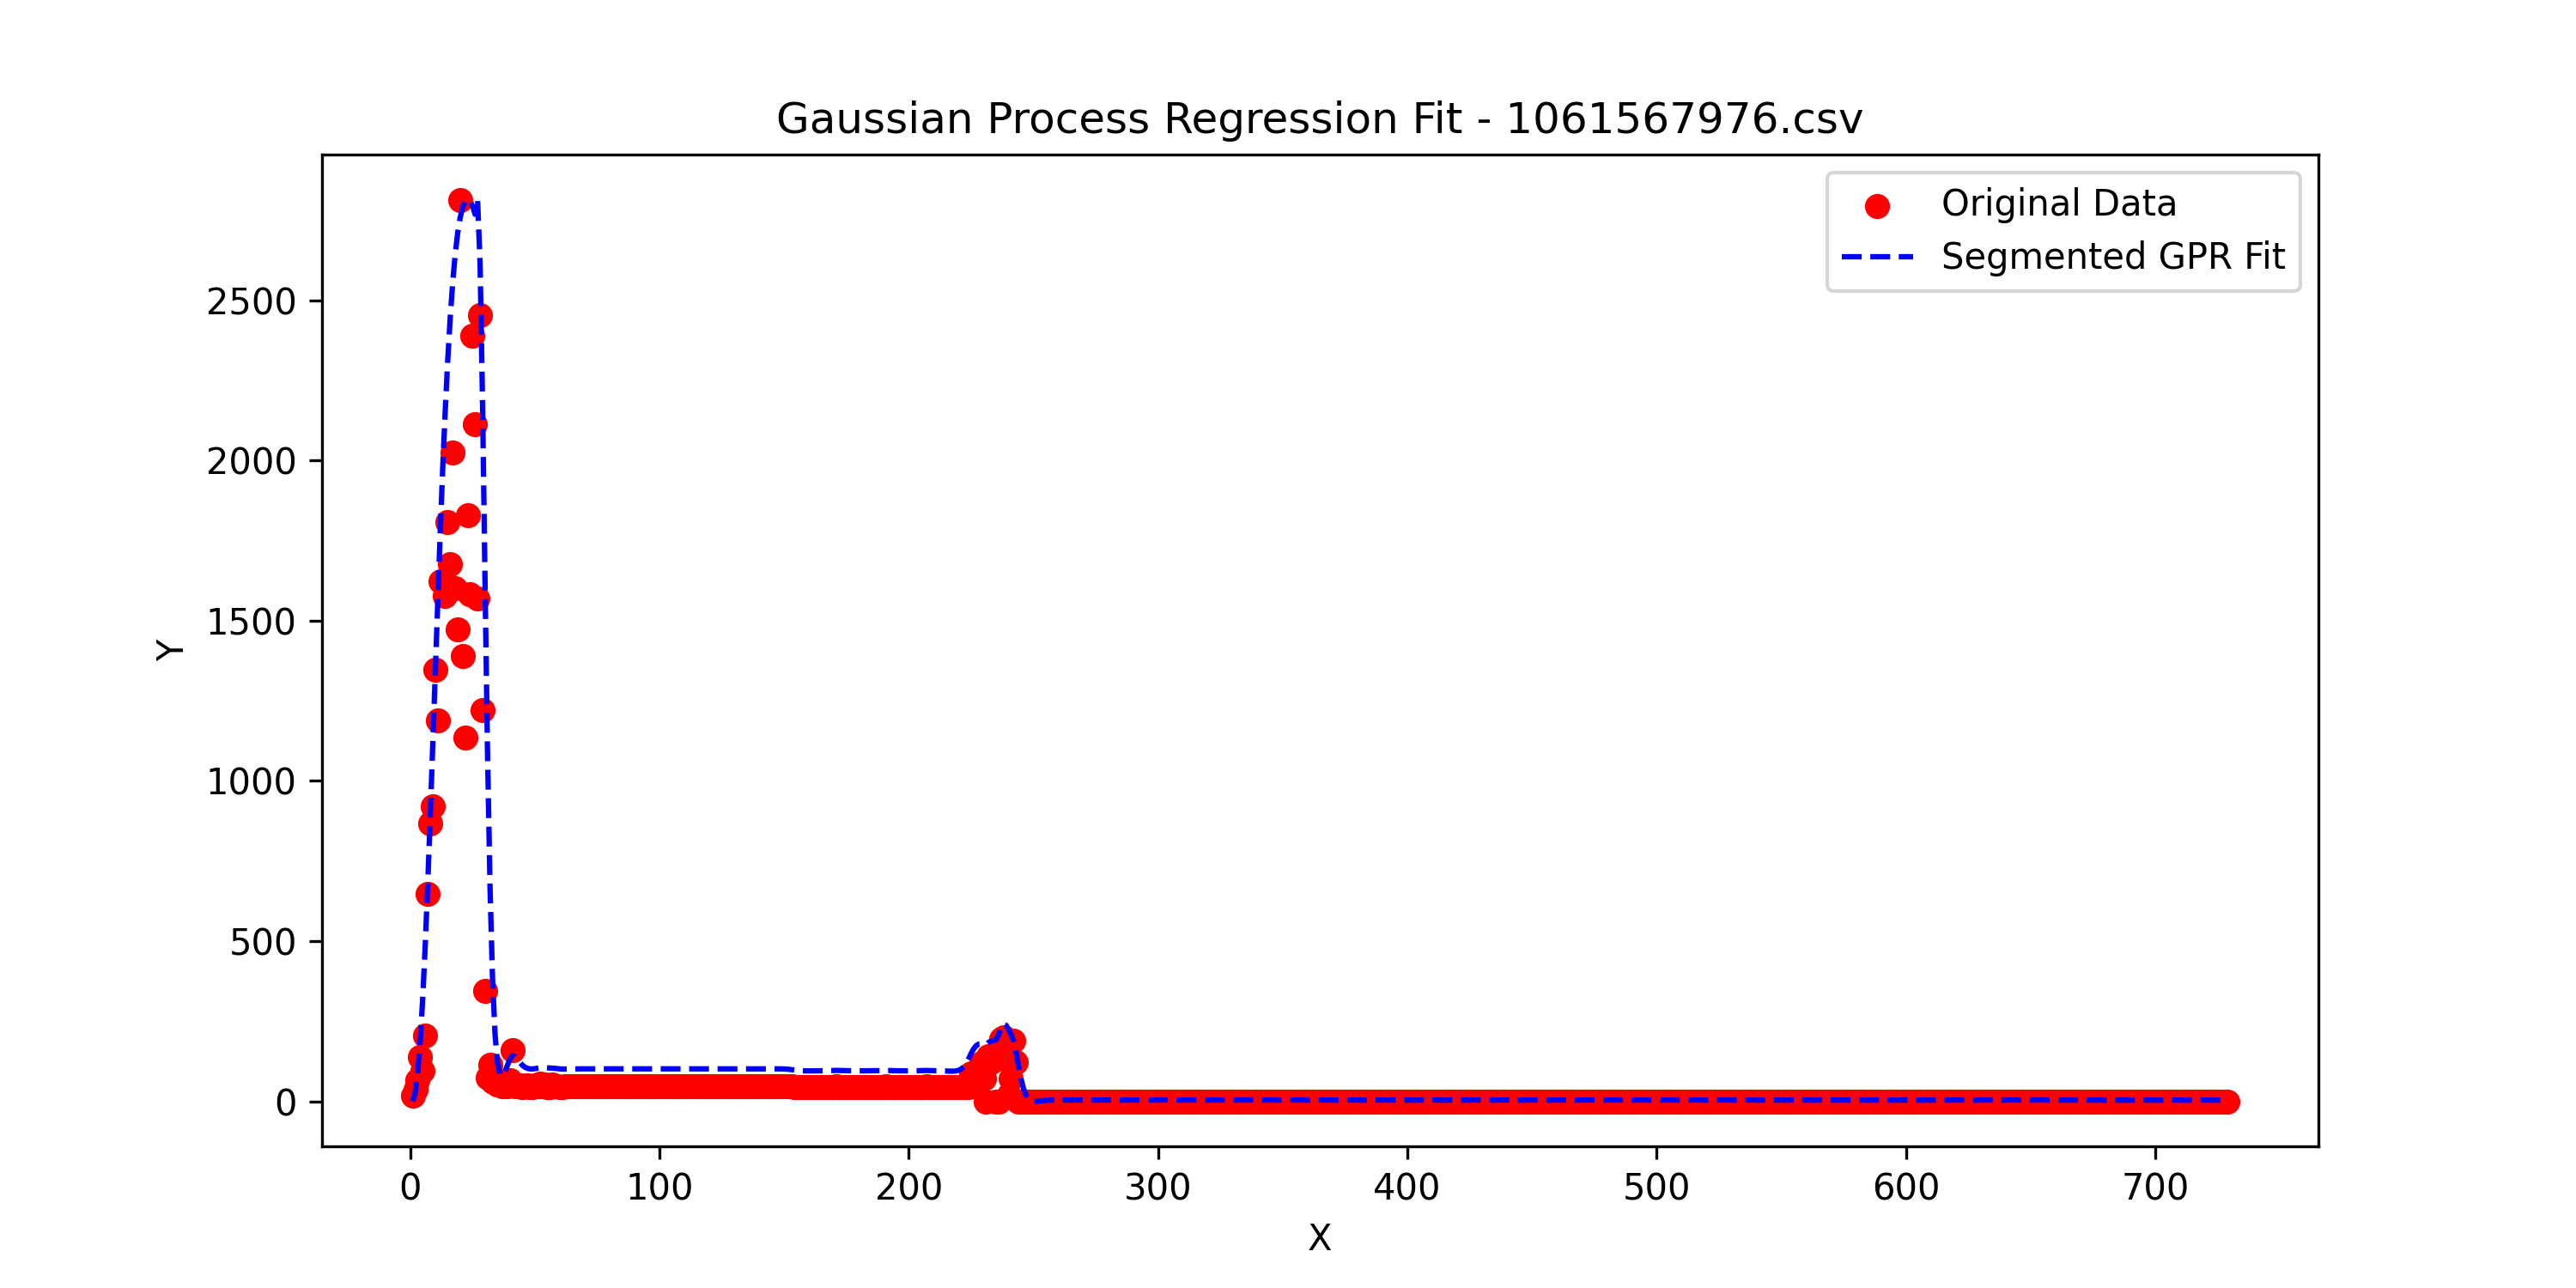 Gaussian Process Regression Fit - 1061567976.csv
Original Data
Segmented GPR Fit
2500
2000
1500
1000
500
0
Y
0 100 200 300 400 500 600 700
X